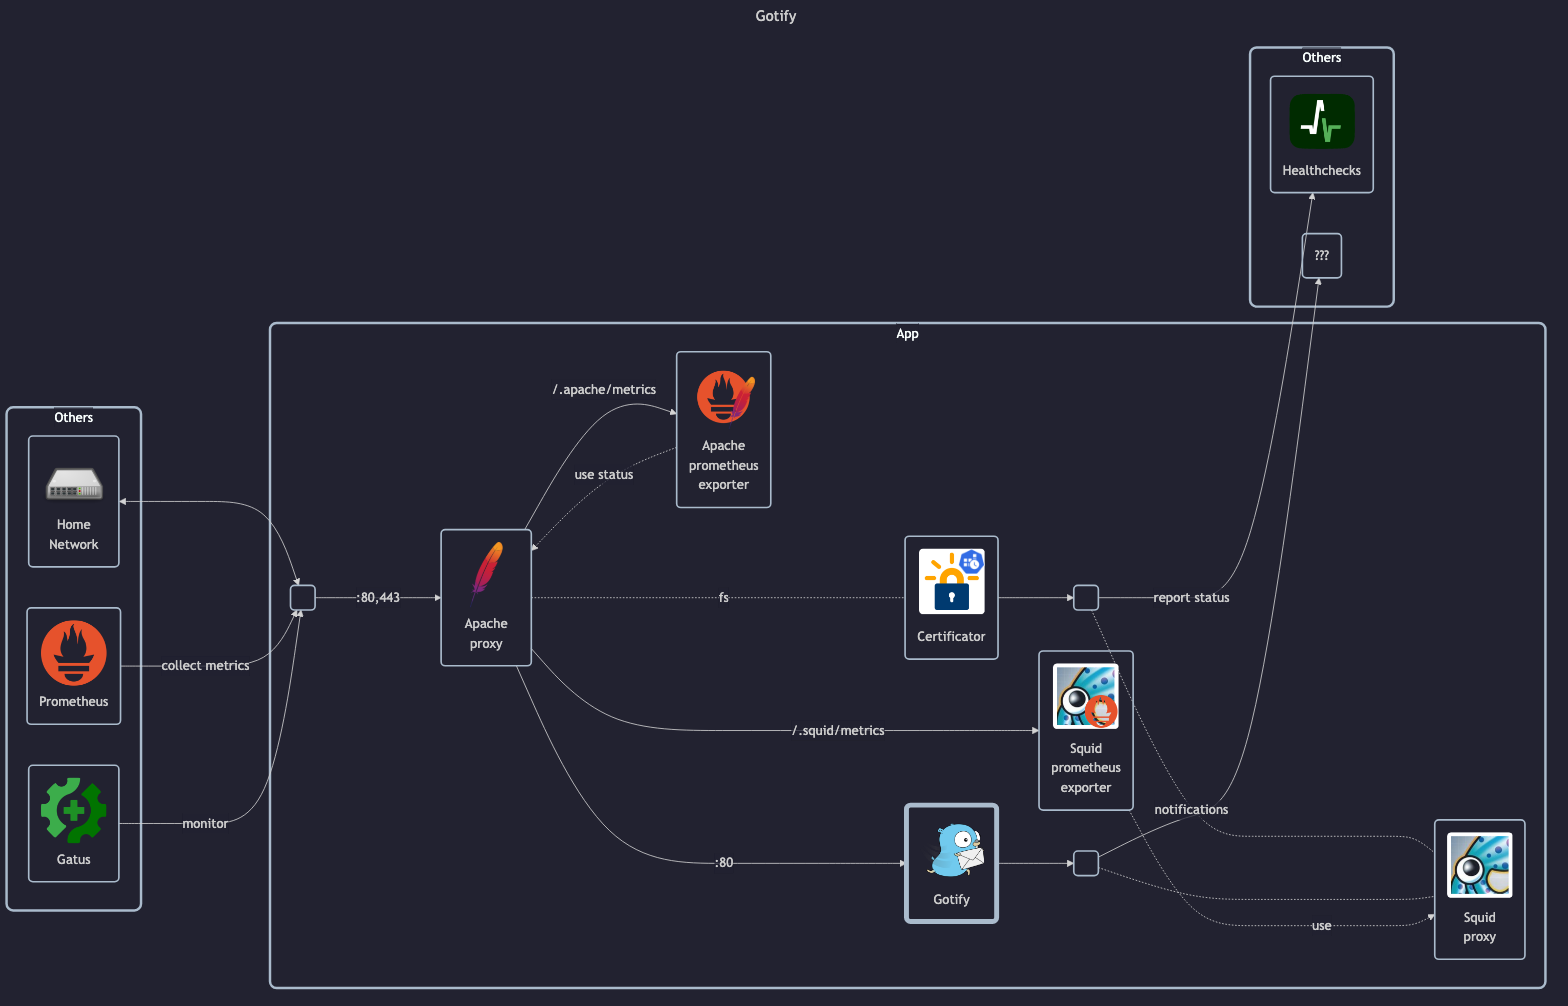 Gotify
Others
Healthchecks
???
App
/.apache/metrics
Apache
prometheus
exporter
use status
Others
Home
Network
Prometheus
Gatus
collect metrics
monitor
:80,443
Apache
proxy
fs
Certificator
report status
/.squid/metrics
Squid
prometheus
exporter
:80
Gotify
notifications
use
Squid
proxy